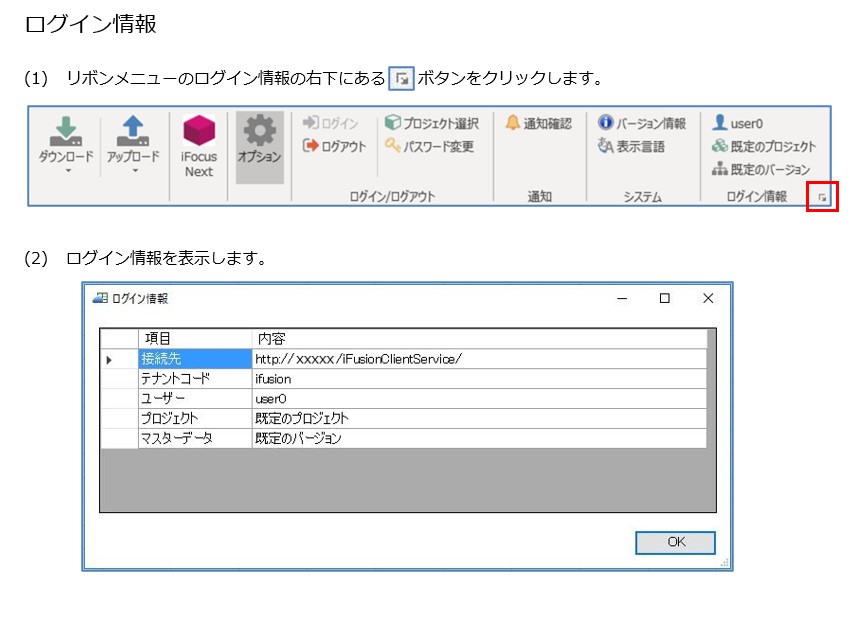 ログイン情報
(1) リボンメニューのログイン情報の右下にある ボタンをクリックします。
ダウンロード
アップロード
iFocus
Next
オプション
ログイン
ログアウト
プロジェクト選択
パスワード変更
ログイン/ログアウト
通知確認
通知
バージョン情報
表示言語
システム
user0
既定のプロジェクト
既定のバージョン
ログイン情報
(2) ログイン情報を表示します。
ログイン情報
項目 内容
接続先 http://xxxxx/iFusionClientService/
テナントコード ifusion
ユーザー user0
プロジェクト 既定のプロジェクト
マスターデータ 既定のバージョン
OK